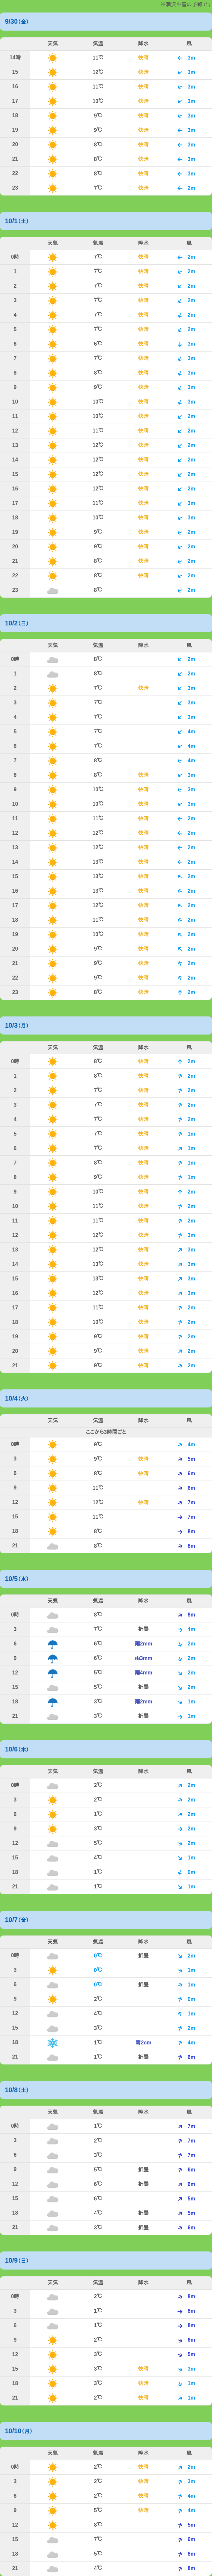 小屋の予報です
9/30(金)
天気 気温 降水 風
14時 11℃ 快晴 3m
15 12℃ 快晴 3m
16 11℃ 快晴 3m
17 10℃ 快晴 3m
18 9℃ 快晴 3m
19 9℃ 快晴 3m
20 8℃ 快晴 3m
21 8℃ 快晴 3m
22 8℃ 快晴 3m
23 7℃ 快晴 2m
10/1(土)
天気 気温 降水 風
0時 7℃ 快晴 2m
1 7℃ 快晴 2m
2 7℃ 快晴 2m
3 7℃ 快晴 2m
4 7℃ 快晴 2m
5 7℃ 快晴 2m
6 6℃ 快晴 3m
7 7℃ 快晴 3m
8 8℃ 快晴 3m
9 9℃ 快晴 3m
10 10℃ 快晴 3m
11 10℃ 快晴 2m
12 11℃ 快晴 2m
13 12℃ 快晴 2m
14 12℃ 快晴 2m
15 12℃ 快晴 2m
16 12℃ 快晴 2m
17 11℃ 快晴 3m
18 10℃ 快晴 3m
19 9℃ 快晴 2m
20 9℃ 快晴 2m
21 8℃ 快晴 2m
22 8℃ 快晴 2m
23 8℃ 2m
10/2(日)
天気 気温 降水 風
0時 8℃ 2m
1 8℃ 2m
2 7℃ 快晴 3m
3 7℃ 3m
4 7℃ 3m
5 7℃ 4m
6 7℃ 4m
7 8℃ 4m
8 8℃ 快晴 3m
9 10℃ 快晴 3m
10 10℃ 快晴 3m
11 11℃ 快晴 2m
12 12℃ 快晴 2m
13 12℃ 快晴 2m
14 13℃ 快晴 2m
15 13℃ 快晴 2m
16 13℃ 快晴 2m
17 12℃ 快晴 2m
18 11℃ 快晴 2m
19 10℃ 快晴 2m
20 9℃ 快晴 2m
21 9℃ 快晴 2m
22 9℃ 快晴 2m
23 8℃ 快晴 2m
10/3(月)
天気 気温 降水 風
0時 8℃ 快晴 2m
1 8℃ 快晴 2m
2 7℃ 快晴 2m
3 7℃ 快晴 2m
4 7℃ 快晴 2m
5 7℃ 快晴 1m
6 7℃ 快晴 1m
7 8℃ 快晴 1m
8 9℃ 快晴 1m
9 10℃ 快晴 2m
10 11℃ 快晴 2m
11 11℃ 快晴 2m
12 12℃ 快晴 3m
13 12℃ 快晴 3m
14 13℃ 快晴 3m
15 13℃ 快晴 3m
16 12℃ 快晴 3m
17 11℃ 快晴 2m
18 10℃ 快晴 2m
19 9℃ 快晴 2m
20 9℃ 快晴 2m
21 9℃ 快晴 2m
10/4(火)
天気 気温 降水 風
ここから3時間ごと
0時 9℃ 4m
3 9℃ 快晴 5m
6 8℃ 快晴 6m
9 11℃ 6m
12 12℃ 快晴 7m
15 11℃ 7m
18 8℃ 8m
21 8℃ 8m
10/5(水)
天気 気温 降水 風
0時 8℃ 8m
3 7℃ 折畳 4m
6 6℃ 雨2mm 2m
9 6℃ 雨3mm 2m
12 5℃ 雨4mm 2m
15 5℃ 折畳 2m
18 3℃ 雨2mm 1m
21 3℃ 折畳 1m
10/6(木)
天気 気温 降水 風
0時 2℃ 2m
3 2℃ 2m
6 1℃ 2m
9 3℃ 2m
12 5℃ 2m
15 4℃ 1m
18 1℃ 0m
21 1℃ 1m
10/7(金)
天気 気温 降水 風
0時 0℃ 折畳 2m
3 0℃ 1m
6 0℃ 折畳 1m
9 2℃ 0m
12 4℃ 1m
15 3℃ 2m
18 1℃ 雪2cm 4m
21 1℃ 折畳 6m
10/8(土)
天気 気温 降水 風
0時 1℃ 7m
3 2℃ 7m
6 3℃ 7m
9 5℃ 折畳 6m
12 6℃ 折畳 6m
15 6℃ 5m
18 4℃ 折畳 5m
21 3℃ 折畳 6m
10/9(日)
天気 気温 降水 風
0時 2℃ 8m
3 1℃ 8m
6 1℃ 8m
9 2℃ 6m
12 3℃ 5m
15 3℃ 快晴 3m
18 3℃ 快晴 1m
21 2℃ 快晴 1m
10/10(月)
天気 気温 降水 風
0時 2℃ 快晴 2m
3 2℃ 快晴 3m
6 2℃ 快晴 4m
9 5℃ 快晴 4m
12 8℃ 5m
15 7℃ 6m
18 5℃ 8m
21 4℃ 8m